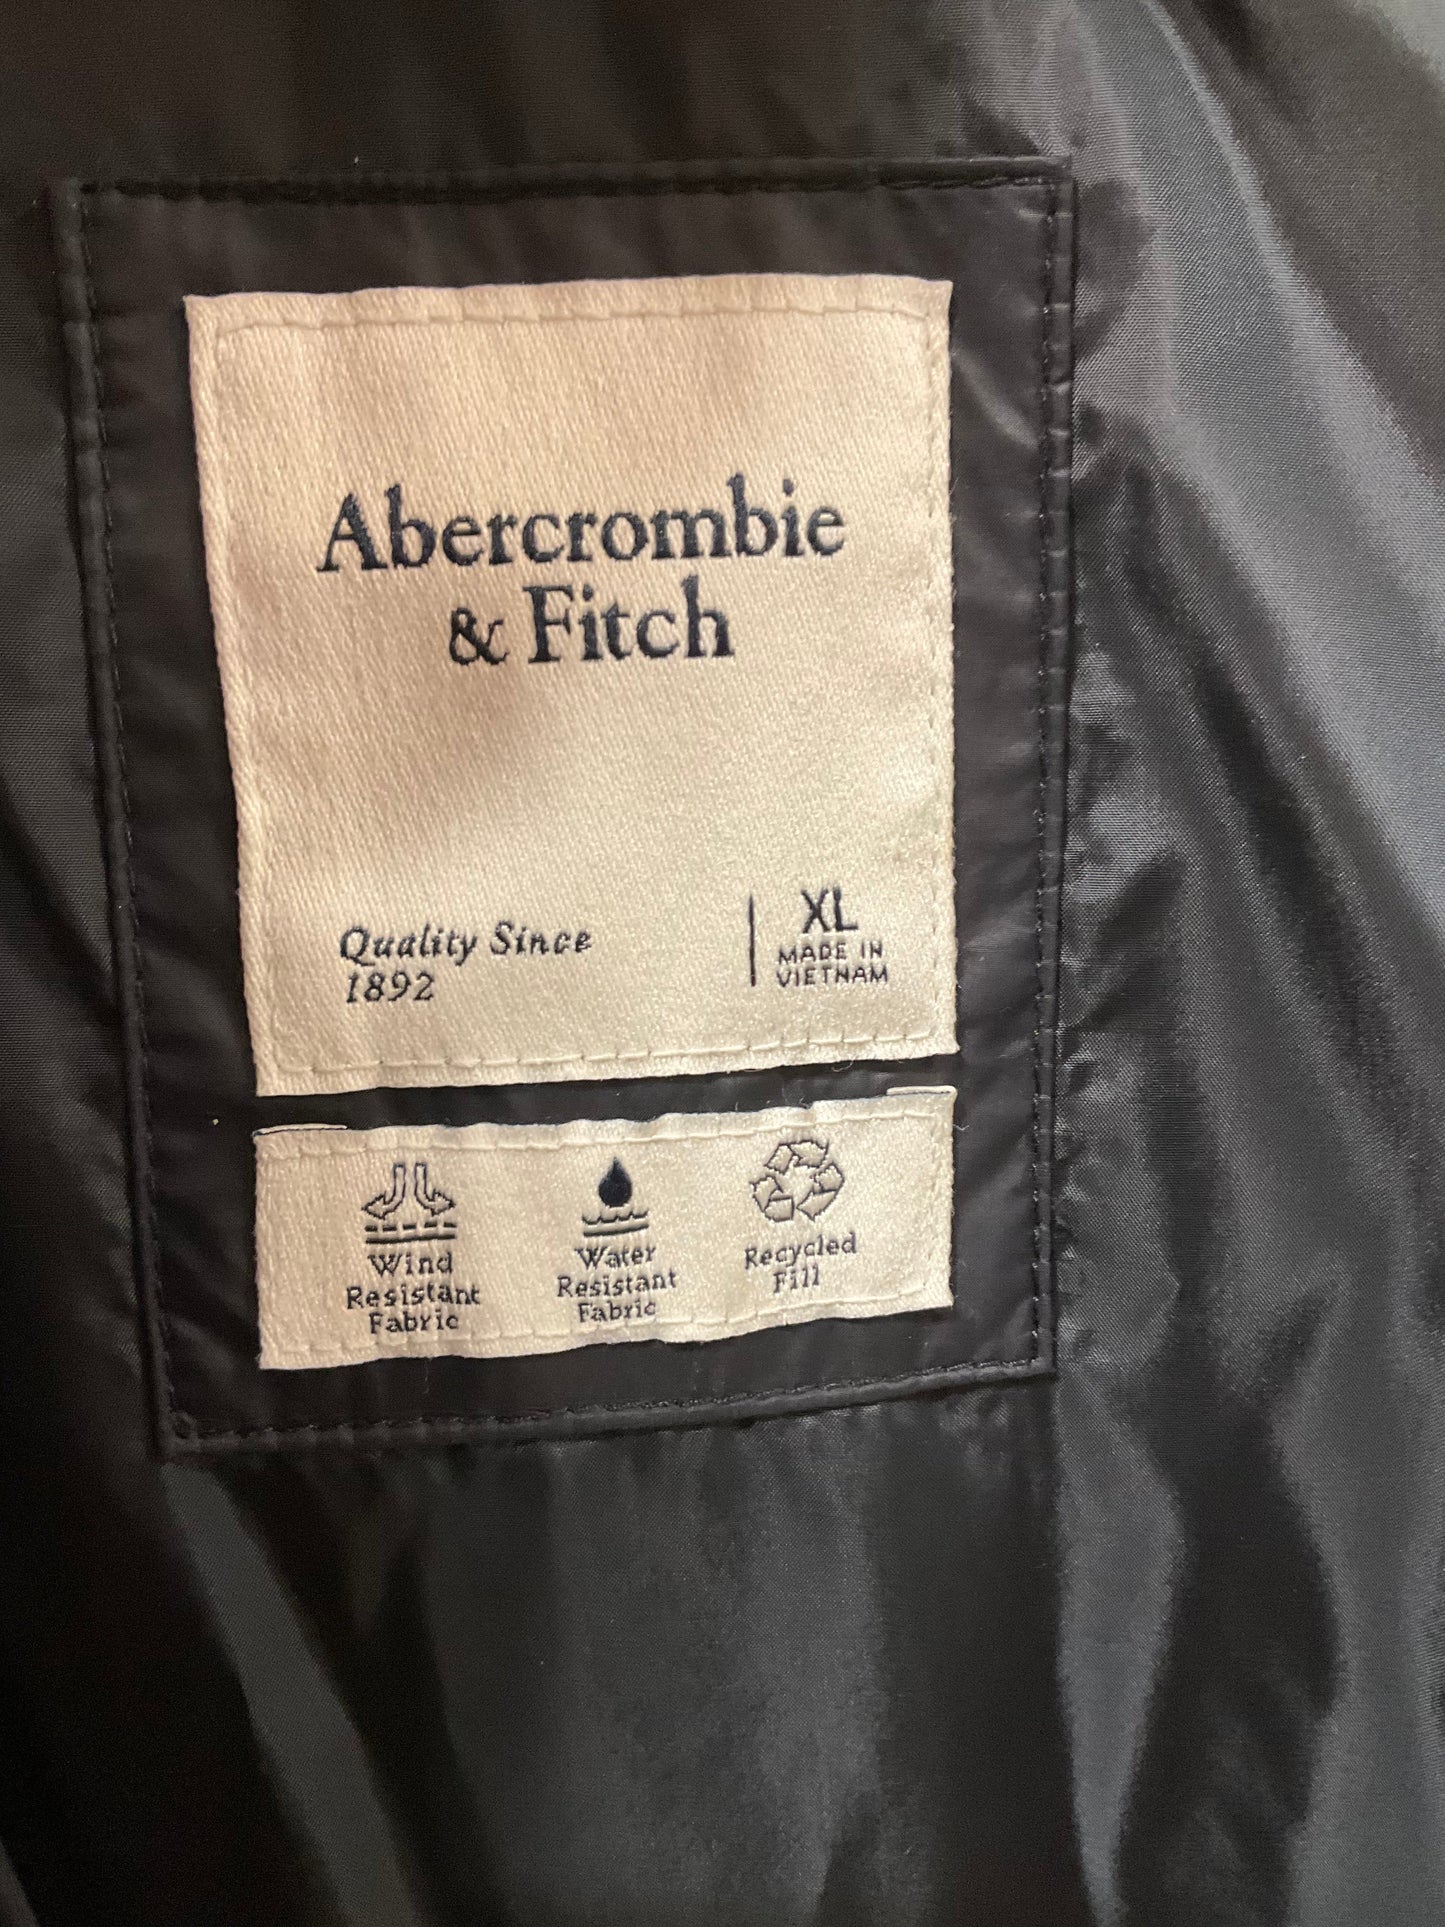 Abercrombie
& Fitch
Quality Since
1892
XL
MADE IN
VIETNAM
Wind
Resistant
Fabric
Water
Resistant
Fabric
Recycled
Fill